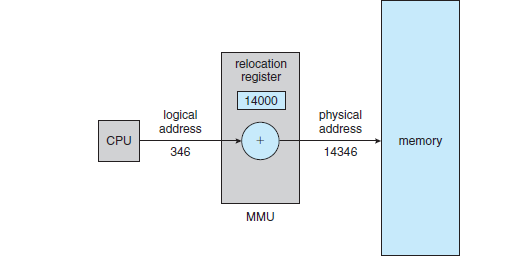 relocation
register
14000
logical
address
physical
address
CPU
+
memory
346
14346
MMU